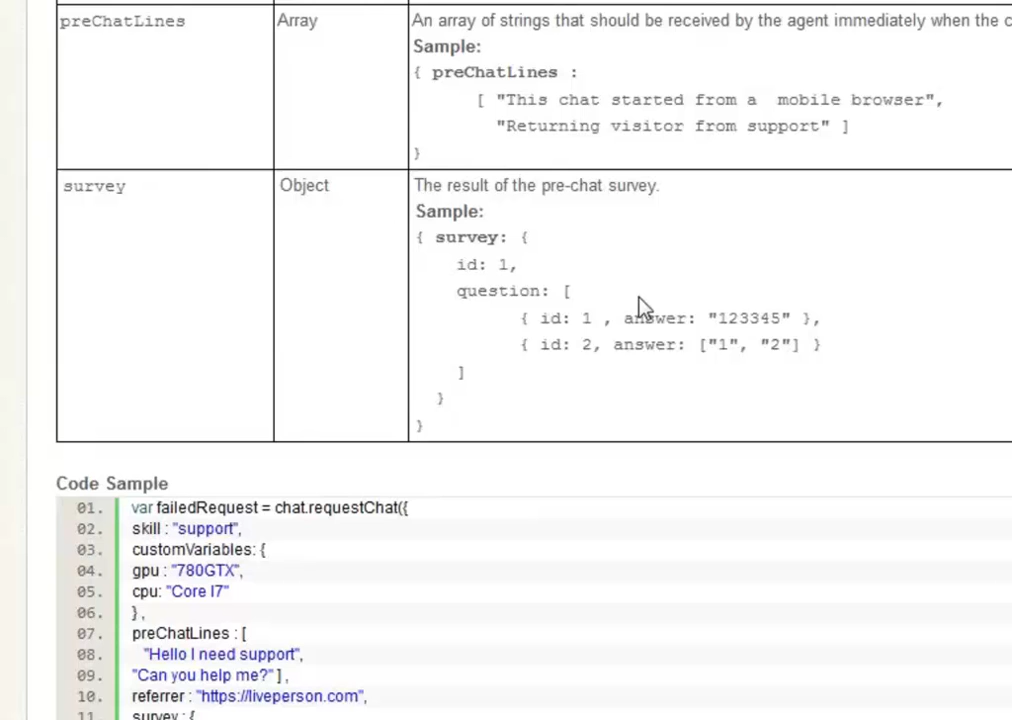 preChatLines Array An array of strings that should be received by the agent immediately when the
Sample:
{ preChatLines :
[ "This chat started from a mobile browser",
"Returning visitor from support" ]
}
survey Object The result of the pre-chat survey.
Sample:
{ survey: {
id: 1,
question: [
{ id: 1 , answer: "123345" },
{ id: 2, answer: ["1", "2"] }
]
}
}
Code Sample
01. var failedRequest = chat.requestChat({
02. skill : "support",
03. customVariables: {
04. gpu : "780GTX",
05. cpu: "Core I7"
06. } ,
07. preChatLines : [
08. "Hello I need support",
09. "Can you help me?" ] ,
10. referrer : "https://liveperson.com",
11. survey : {